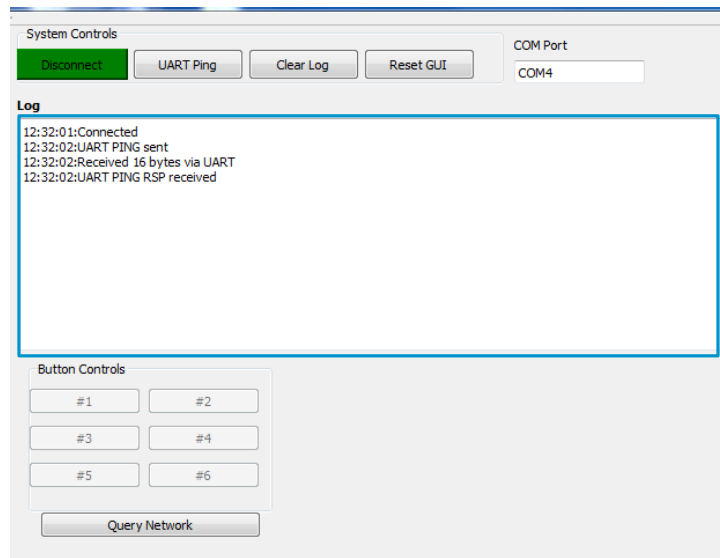 System Controls
Disconnect
UART Ping
Clear Log
Reset GUI
COM Port
COM4
Log
12:32:01:Connected
12:32:02:UART PING sent
12:32:02:Received 16 bytes via UART
12:32:02:UART PING RSP received
Button Controls
#1
#2
#3
#4
#5
#6
Query Network